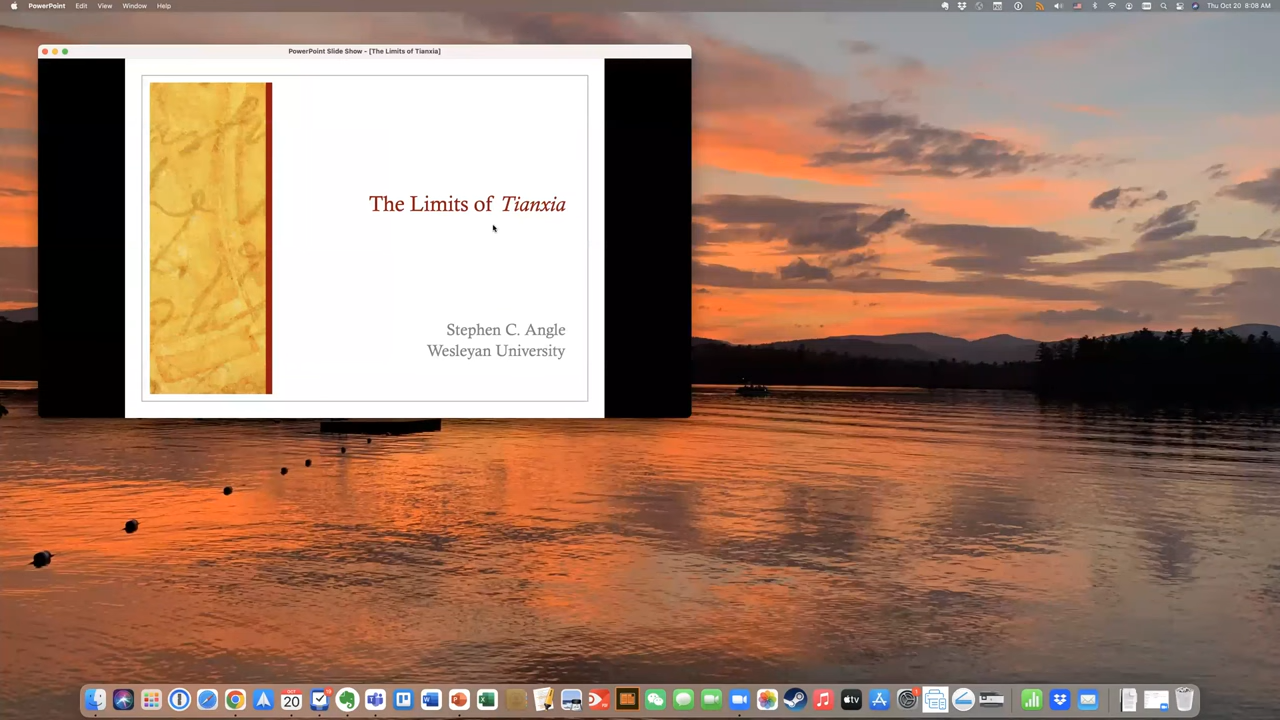 PowerPoint Edit View Window Help
Thu Oct 20 8:08 AM
PowerPoint Slide Show - [The Limits of Tianxia]
The Limits of Tianxia
Stephen C. Angle
Wesleyan University
OCT
20